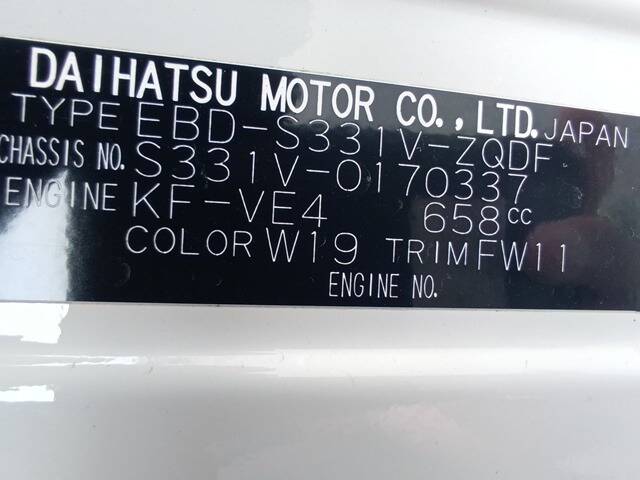 DAIHATSU MOTOR CO., LTD. JAPAN
TYPE EBD-S331V-ZQDF
CHASSIS NO. S331V-0170337
ENGINE KF-VE4 658cc
COLOR W19 TRIM FW11
ENGINE NO.